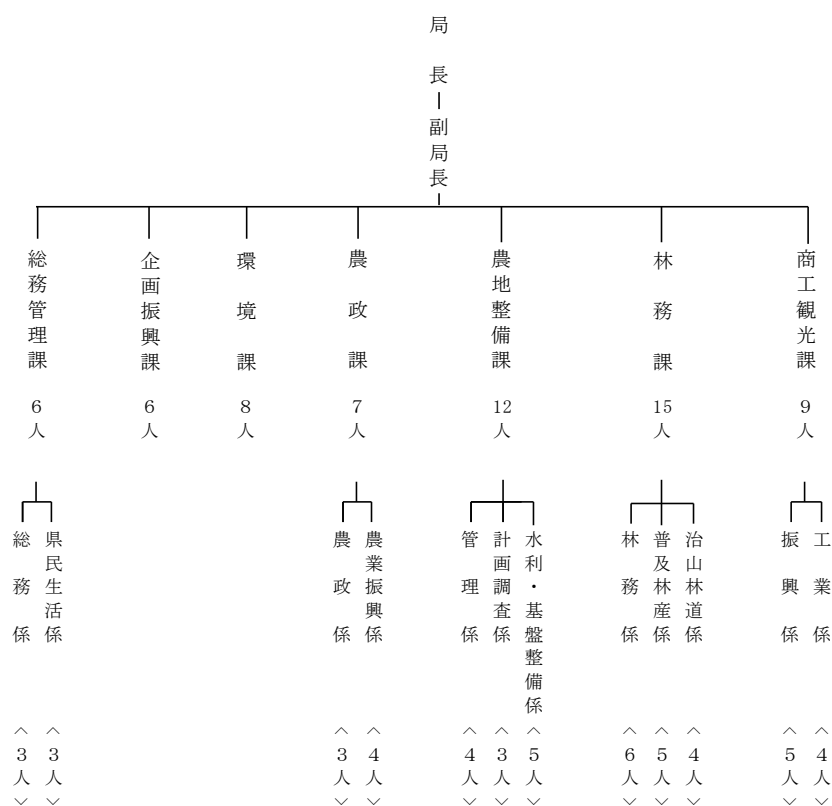 局長
副局長
総務管理課
6人
企画振興課
6人
環境課
8人
農政課
7人
農地整備課
12人
林務課
15人
商工観光課
9人
総務係
〈3人〉
県民生活係
〈3人〉
農政係
〈3人〉
農業振興係
〈4人〉
管理係
〈4人〉
計画調査係
〈3人〉
水利・基盤整備係
〈5人〉
林務係
〈6人〉
普及林産係
〈5人〉
治山林道係
〈4人〉
振興係
〈5人〉
工業係
〈4人〉